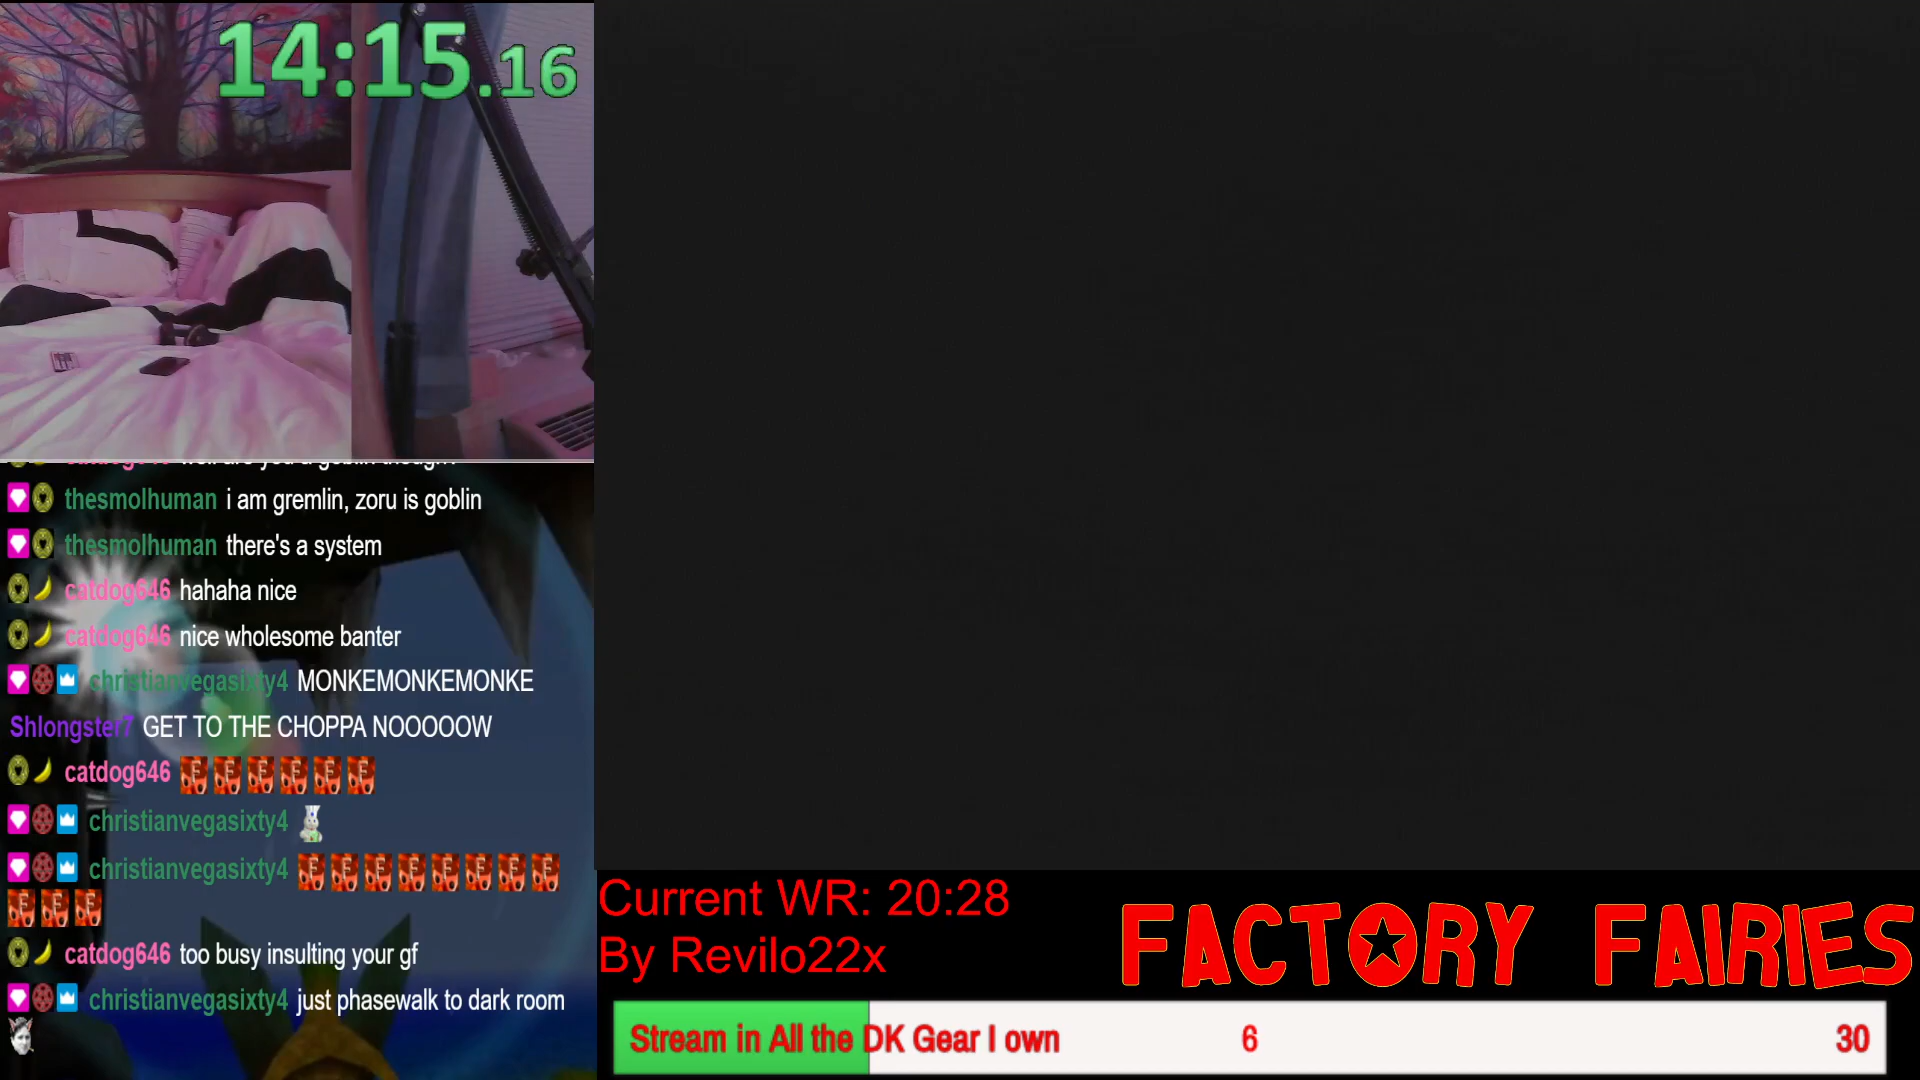 14:15.16
thesmolhuman i am gremlin, zoru is goblin
thesmolhuman there's a system
catdog646 hahaha nice
catdog646 nice wholesome banter
christianvegasixty4 MONKEMONKEMONKE
Shlongster7 GET TO THE CHOPPA NOOOOOW
catdog646
christianvegasixty4
christianvegasixty4
catdog646 too busy insulting your gf
christianvegasixty4 just phasewalk to dark room
Current WR: 20:28
By Revilo22x
FACTORY FAIRIES
Stream in All the DK Gear I own 6 30